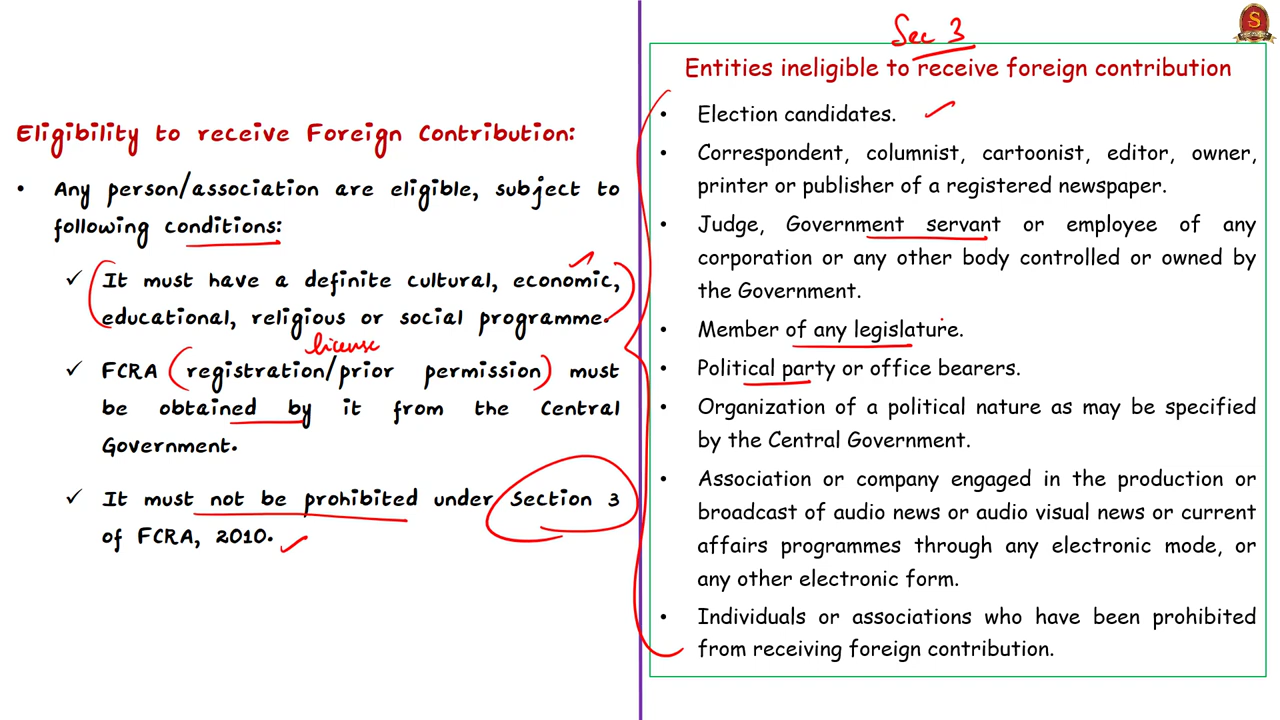 Eligibility to receive Foreign Contribution:
• Any person/association are eligible, subject to
following conditions:
✓ It must have a definite cultural, economic,
educational, religious or social programme.
license
✓ FCRA (registration/prior permission) must
be obtained by it from the Central
Government.
✓ It must not be prohibited under Section 3
of FCRA, 2010.
Sec 3
Entities ineligible to receive foreign contribution
• Election candidates.
• Correspondent, columnist, cartoonist, editor, owner,
printer or publisher of a registered newspaper.
• Judge, Government servant or employee of any
corporation or any other body controlled or owned by
the Government.
• Member of any legislature.
• Political party or office bearers.
• Organization of a political nature as may be specified
by the Central Government.
• Association or company engaged in the production or
broadcast of audio news or audio visual news or current
affairs programmes through any electronic mode, or
any other electronic form.
• Individuals or associations who have been prohibited
from receiving foreign contribution.
S